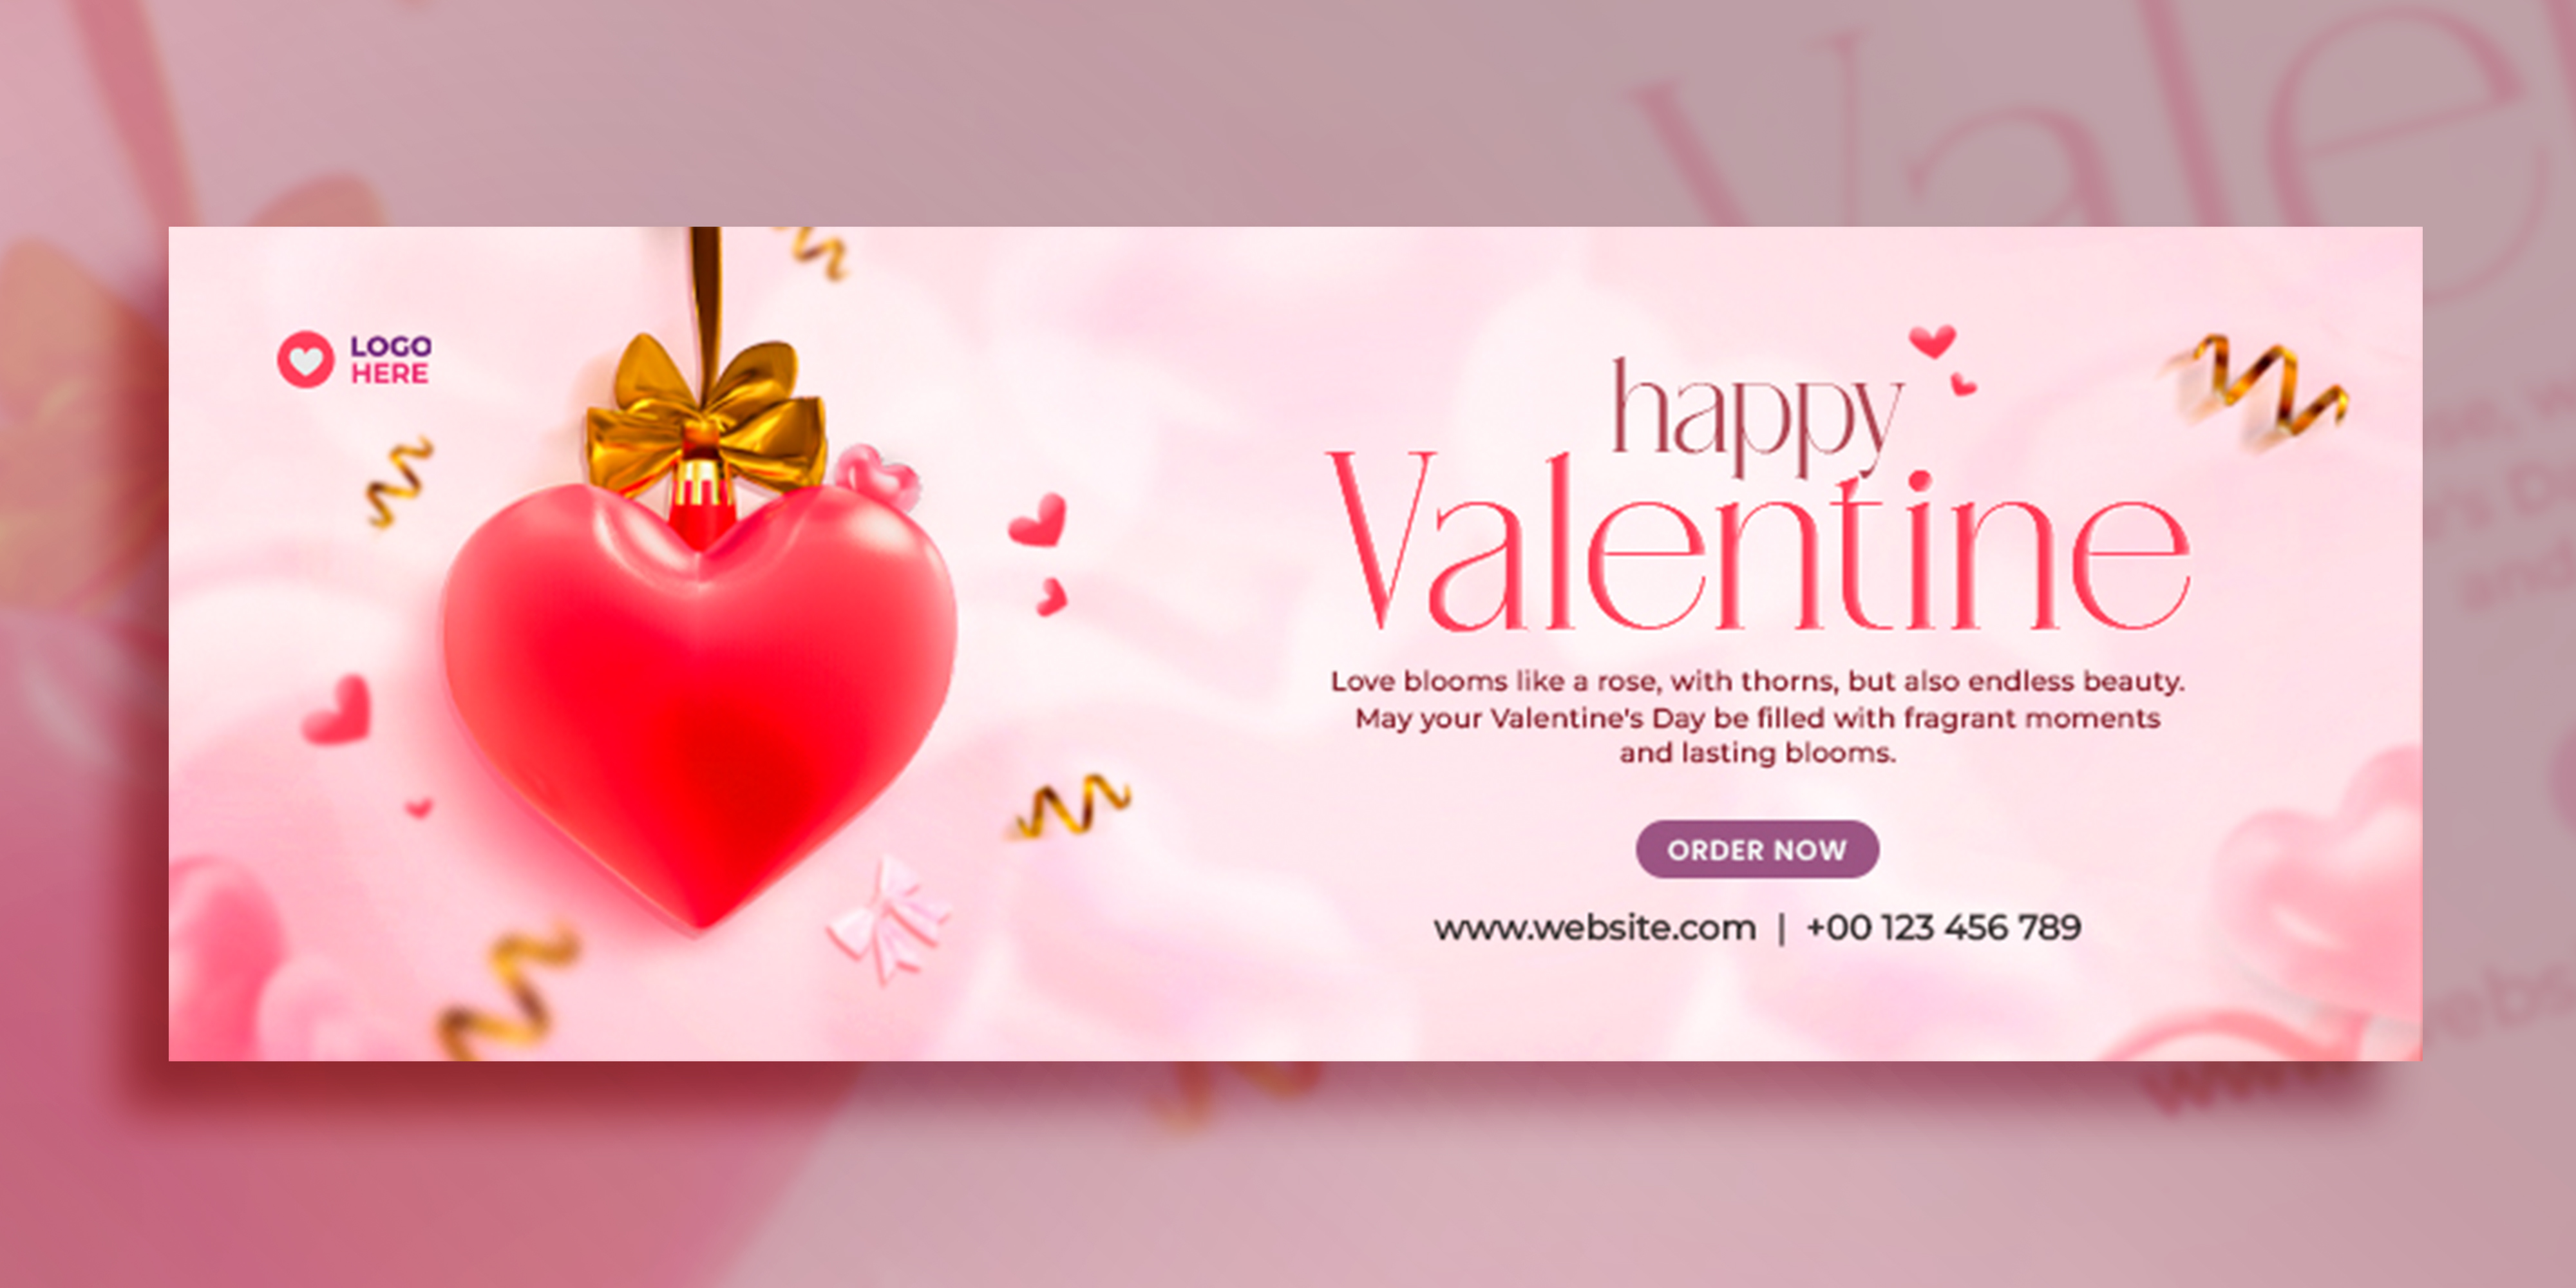 LOGO
HERE
happy
Valentine
Love blooms like a rose, with thorns, but also endless beauty.
May your Valentine's Day be filled with fragrant moments
and lasting blooms.
ORDER NOW
www.website.com | +00 123 456 789